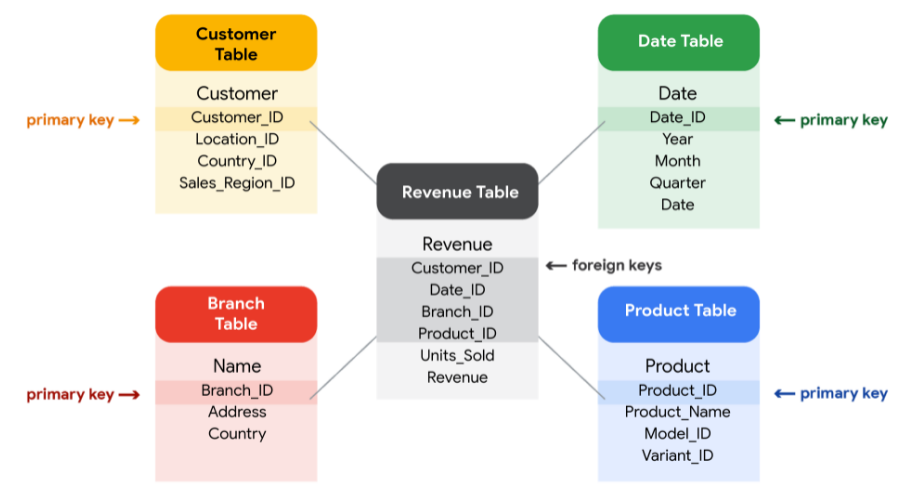 Customer
Table
Customer
Customer_ID
Location_ID
Country_ID
Sales_Region_ID
primary key →
Date Table
Date
Date_ID
Year
Month
Quarter
Date
← primary key
Revenue Table
Revenue
Customer_ID
Date_ID
Branch_ID
Product_ID
Units_Sold
Revenue
← foreign keys
Branch
Table
Name
Branch_ID
Address
Country
primary key →
Product Table
Product
Product_ID
Product_Name
Model_ID
Variant_ID
← primary key